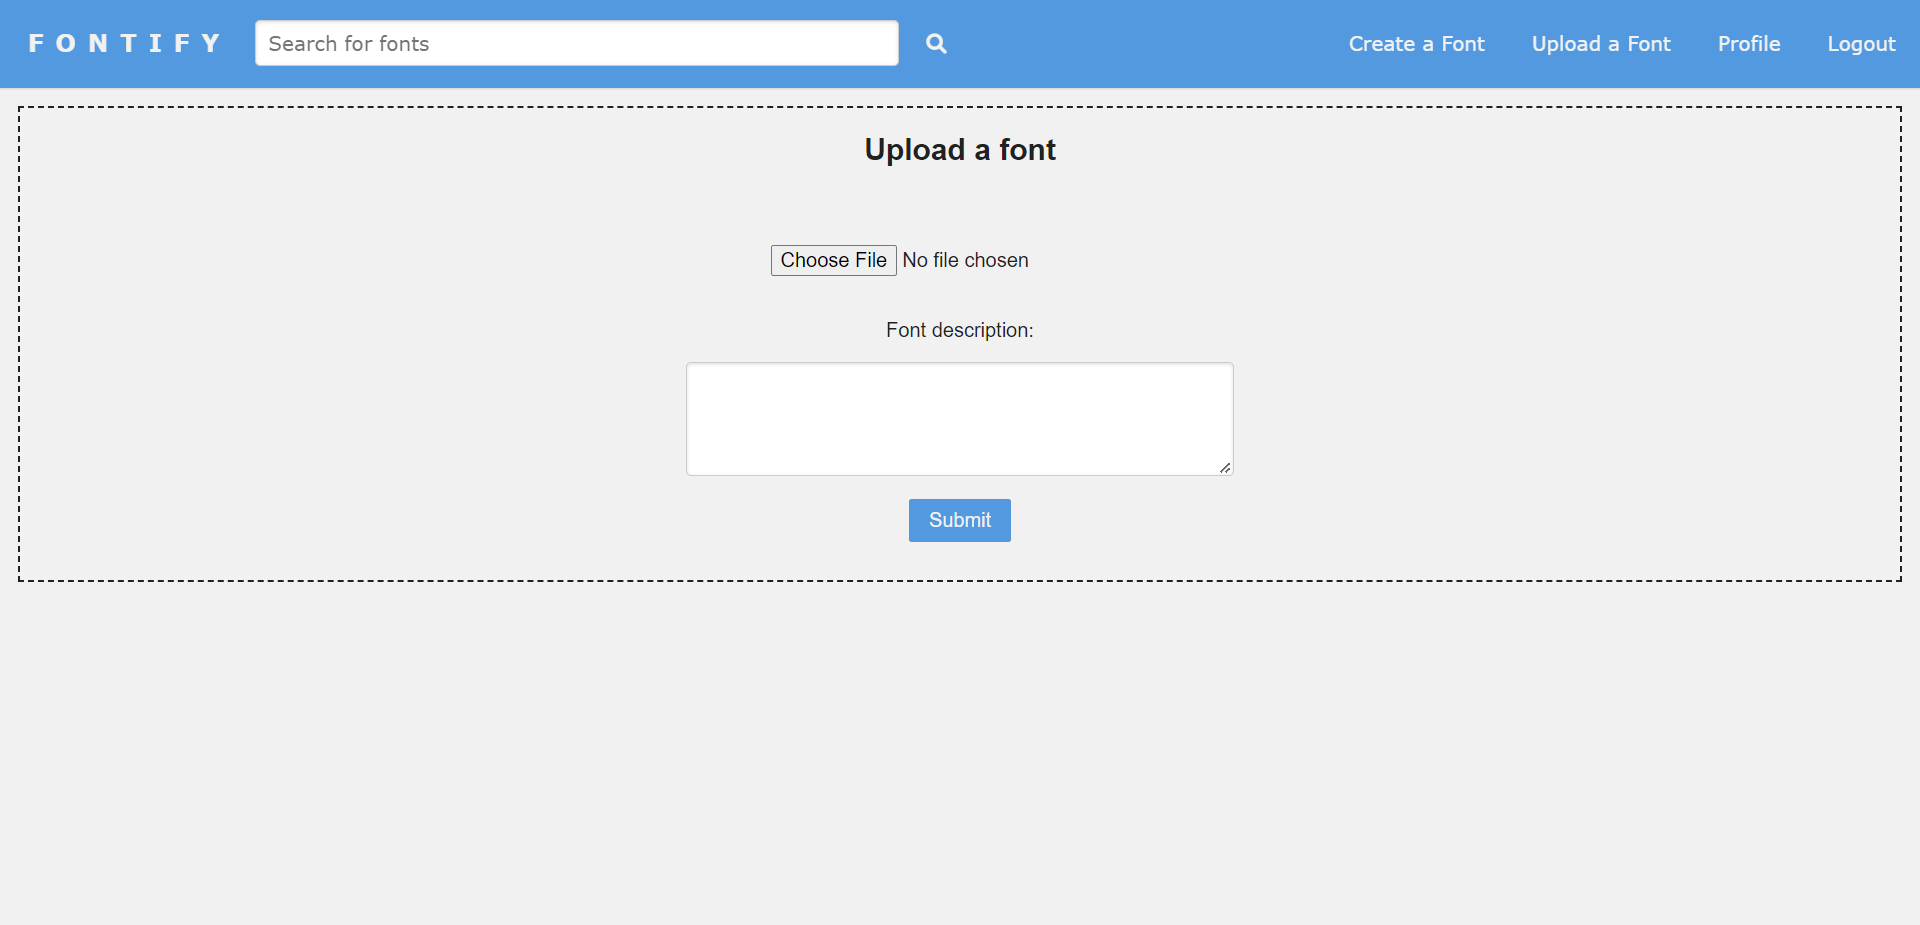 FONTIFY Search for fonts Create a Font Upload a Font Profile Logout
Upload a font
Choose File No file chosen
Font description:
Submit